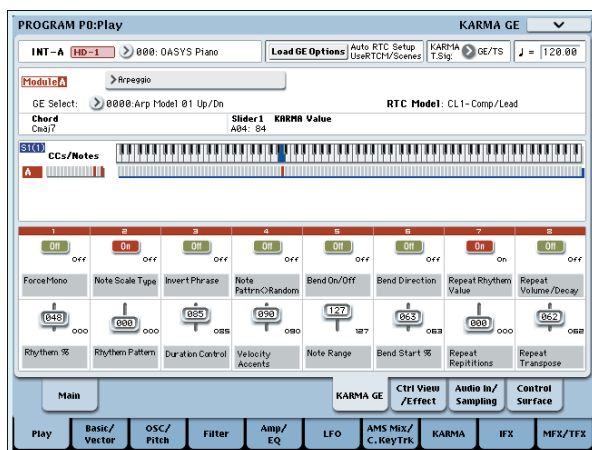 PROGRAM P0:Play KARMA GE
INT-A HD-1 000: OASYS Piano Load GE Options Auto RTC Setup UseRTCM/Scenes KARMA T.Sig: GE/TS ♩ = 120.00
Module A Arpeggio
GE Select: 0000:Arp Model 01 Up/Dn RTC Model: CL1-Comp/Lead
Chord Slider1 KARMA Value
Cmaj7 A04: 84
S1(1) CCs/Notes
A
1 2 3 4 5 6 7 8
Off On Off Off Off Off On Off
Off Off Off Off Off Off On Off
ForceMono Note Scale Type Invert Phrase Note Pattrn<>Random Bend On/Off Bend Direction Repeat Rhythem Value Repeat Volume/Decay
048 000 085 090 127 063 000 062
000 000 085 090 127 063 000 062
Rhythem % Rhythem Pattern Duration Control Velocity Accents Note Range Bend Start % Repeat Repititions Repeat Transpose
Main KARMA GE Ctrl View /Effect Audio In/ Sampling Control Surface
Play Basic/ Vector OSC/ Pitch Filter Amp/ EQ LFO AMS Mix/ C.KeyTrk KARMA IFX MFX/TFX